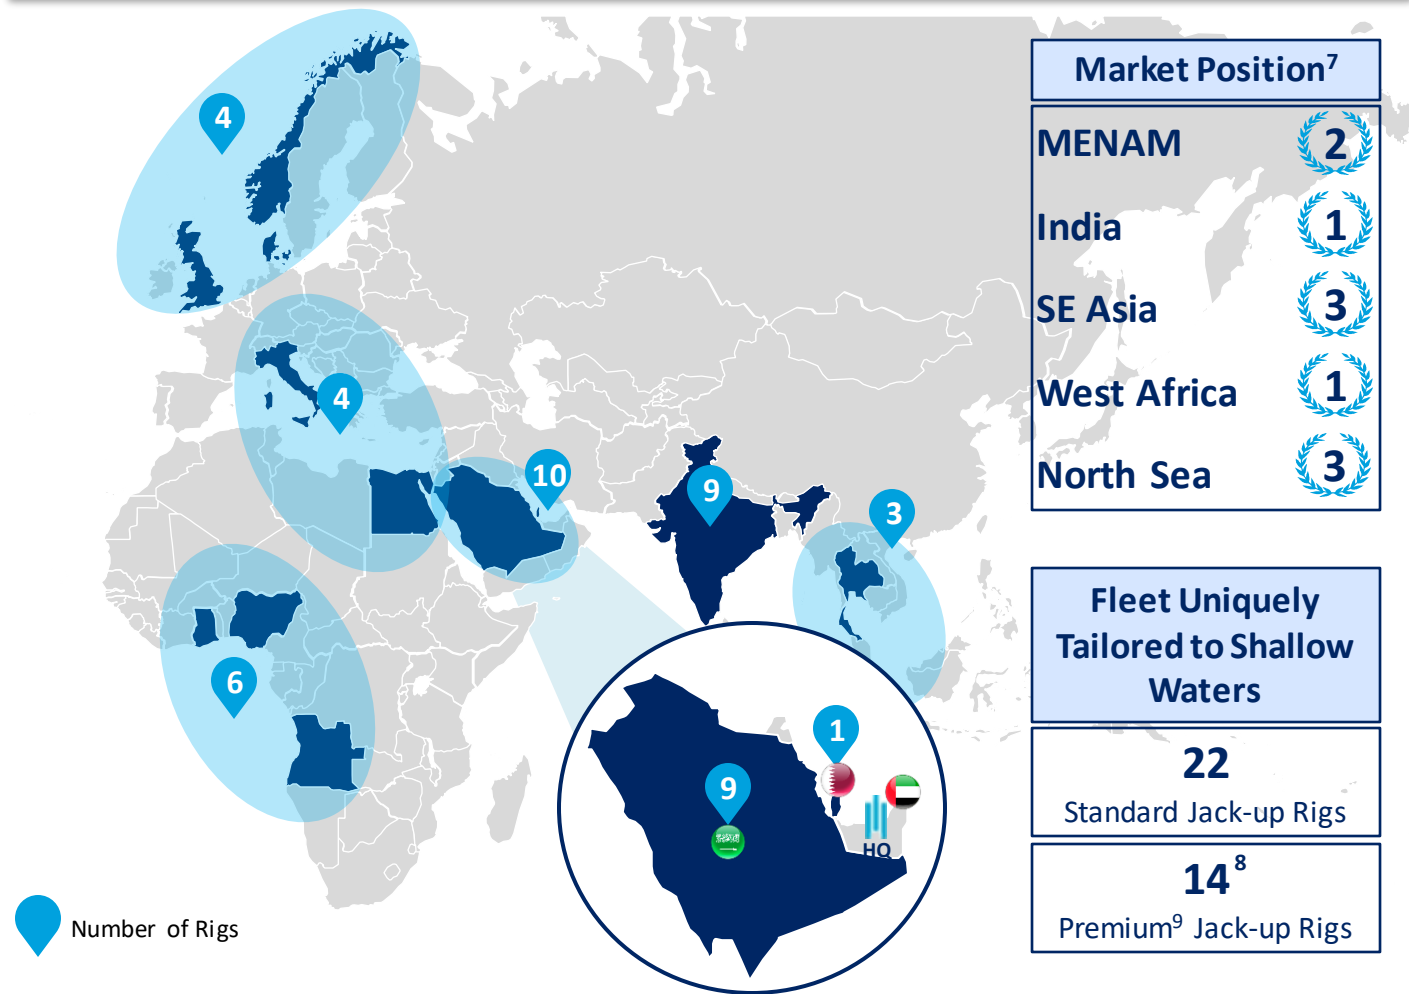 4
4
10
9
3
6
1
9
HQ
Number of Rigs
Market Position⁷
MENAM 2
India 1
SE Asia 3
West Africa 1
North Sea 3
Fleet Uniquely
Tailored to Shallow
Waters
22
Standard Jack-up Rigs
14⁸
Premium⁹ Jack-up Rigs